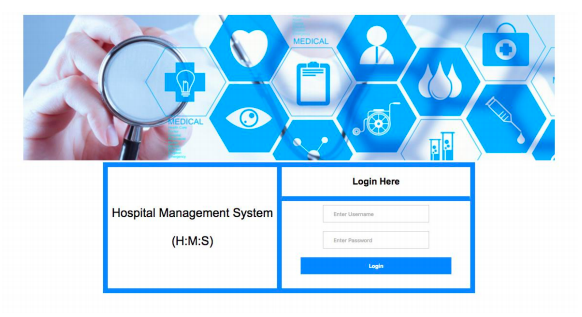 MEDICAL
MEDICAL
Hospital Management System
(H:M:S)
Login Here
Enter Username
Enter Password
Login